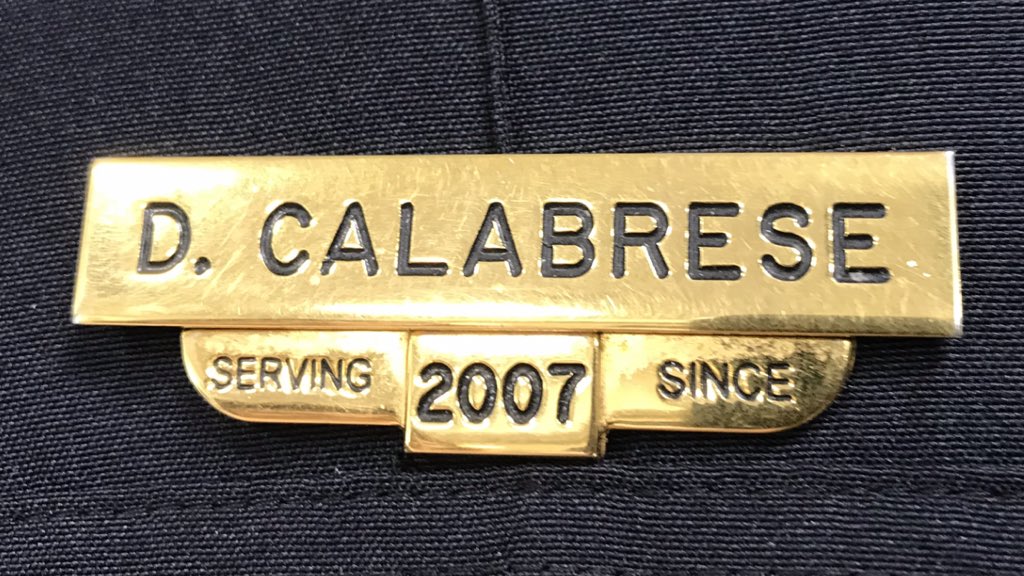 D. CALABRESE
SERVING 2007 SINCE